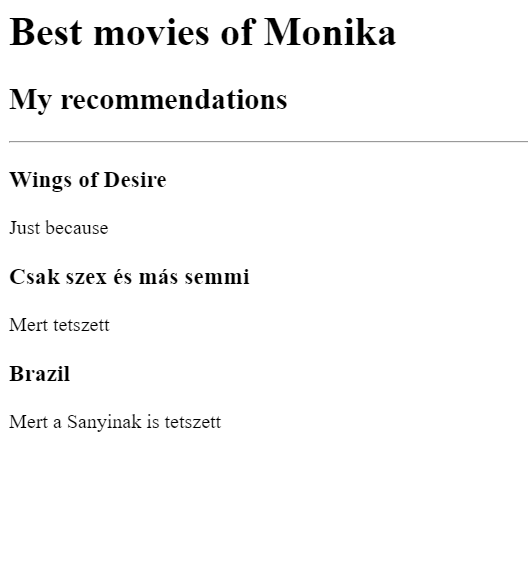 Best movies of Monika
My recommendations
Wings of Desire
Just because
Csak szex és más semmi
Mert tetszett
Brazil
Mert a Sanyinak is tetszett